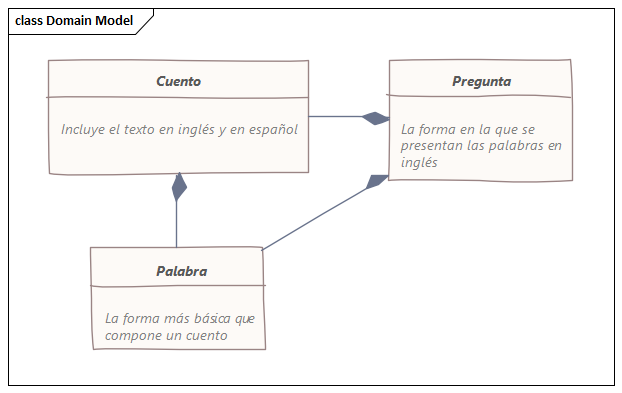 class Domain Model
Cuento
Incluye el texto en inglés y en español
Pregunta
La forma en la que se
presentan las palabras en
inglés
Palabra
La forma más básica que
compone un cuento